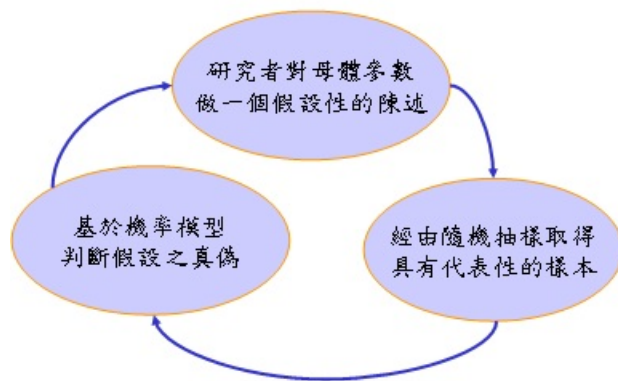 研究者對母體參數
做一個假設性的陳述
經由隨機抽樣取得
具有代表性的樣本
基於機率模型
判斷假設之真偽